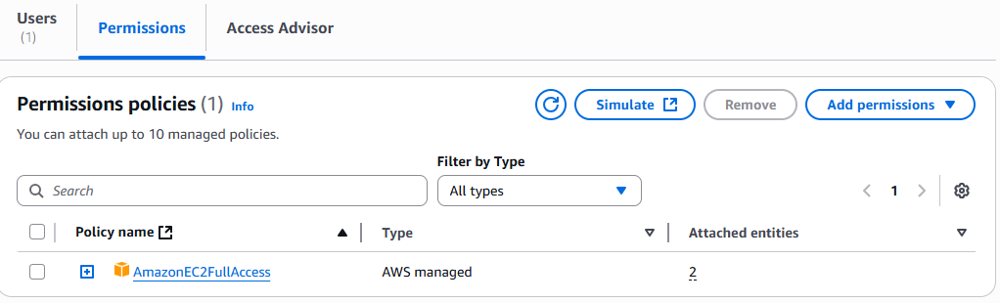 Users
(1)
Permissions
Access Advisor
Permissions policies (1) Info
Simulate
Remove
Add permissions
You can attach up to 10 managed policies.
Filter by Type
Search
All types
1
Policy name
Type
Attached entities
AmazonEC2FullAccess
AWS managed
2